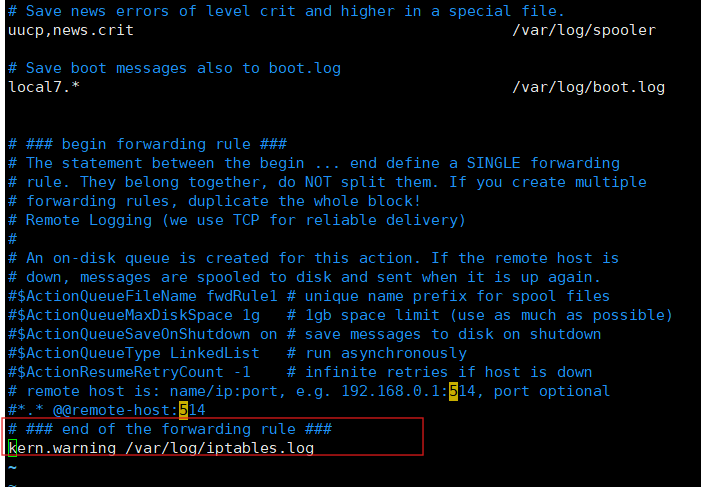 # Save news errors of level crit and higher in a special file.
uucp,news.crit /var/log/spooler
# Save boot messages also to boot.log
local7.* /var/log/boot.log
# ### begin forwarding rule ###
# The statement between the begin ... end define a SINGLE forwarding
# rule. They belong together, do NOT split them. If you create multiple
# forwarding rules, duplicate the whole block!
# Remote Logging (we use TCP for reliable delivery)
#
# An on-disk queue is created for this action. If the remote host is
# down, messages are spooled to disk and sent when it is up again.
#$ActionQueueFileName fwdRule1 # unique name prefix for spool files
#$ActionQueueMaxDiskSpace 1g # 1gb space limit (use as much as possible)
#$ActionQueueSaveOnShutdown on # save messages to disk on shutdown
#$ActionQueueType LinkedList # run asynchronously
#$ActionResumeRetryCount -1 # infinite retries if host is down
# remote host is: name/ip:port, e.g. 192.168.0.1:514, port optional
#*.* @@remote-host:514
# ### end of the forwarding rule ###
kern.warning /var/log/iptables.log
~
~